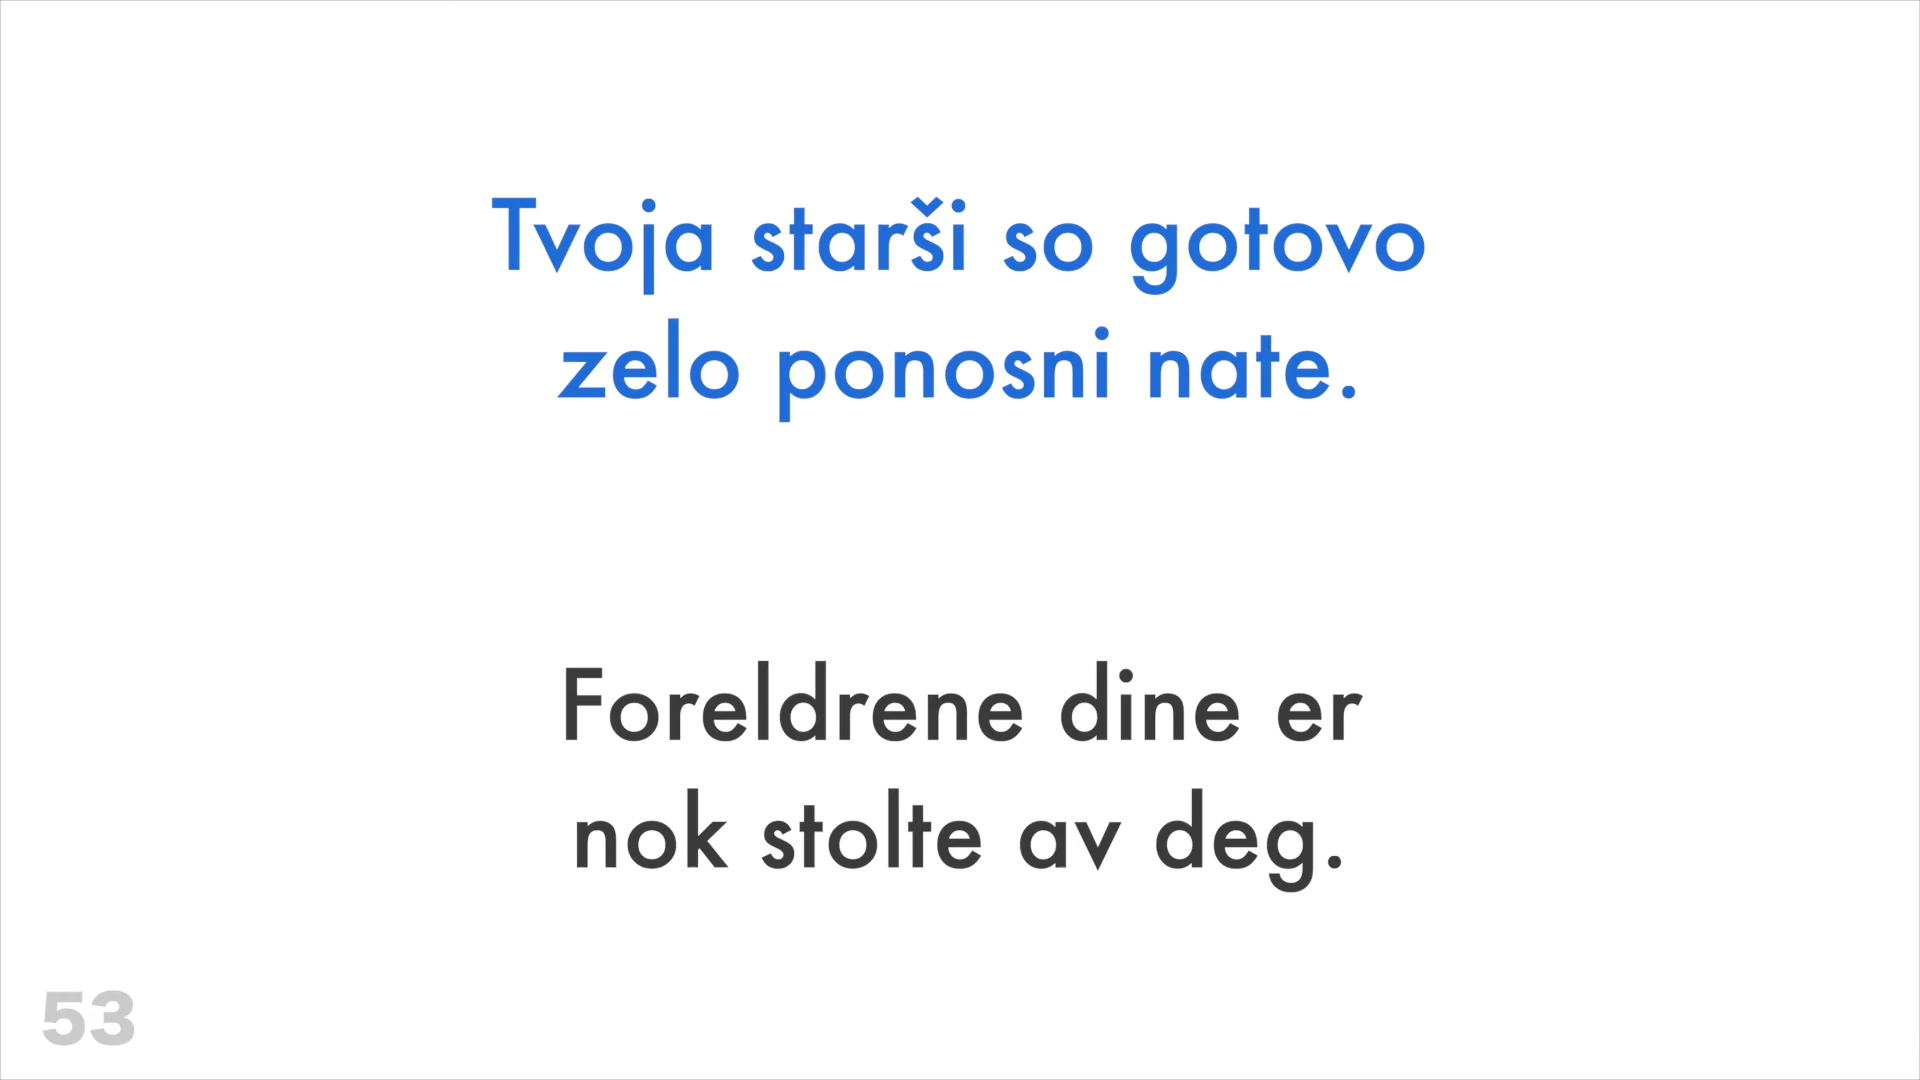 Tvoja starši so gotovo
zelo ponosni nate.
Foreldrene dine er
nok stolte av deg.
53